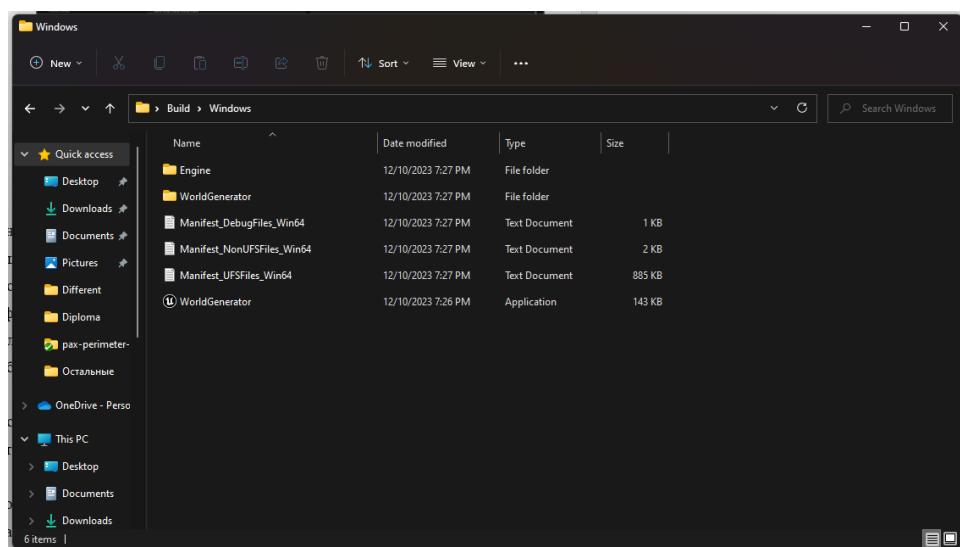 Windows
New
Sort
View
Build
Windows
Search Windows
Name
Date modified
Type
Size
Quick access
Desktop
Downloads
Documents
Pictures
Different
Diploma
pax-perimeter-
Остальные
OneDrive - Perso
This PC
Desktop
Documents
Downloads
Engine 12/10/2023 7:27 PM File folder
WorldGenerator 12/10/2023 7:27 PM File folder
Manifest_DebugFiles_Win64 12/10/2023 7:27 PM Text Document 1 KB
Manifest_NonUFSFiles_Win64 12/10/2023 7:27 PM Text Document 2 KB
Manifest_UFSFiles_Win64 12/10/2023 7:27 PM Text Document 885 KB
WorldGenerator 12/10/2023 7:26 PM Application 143 KB
6 items